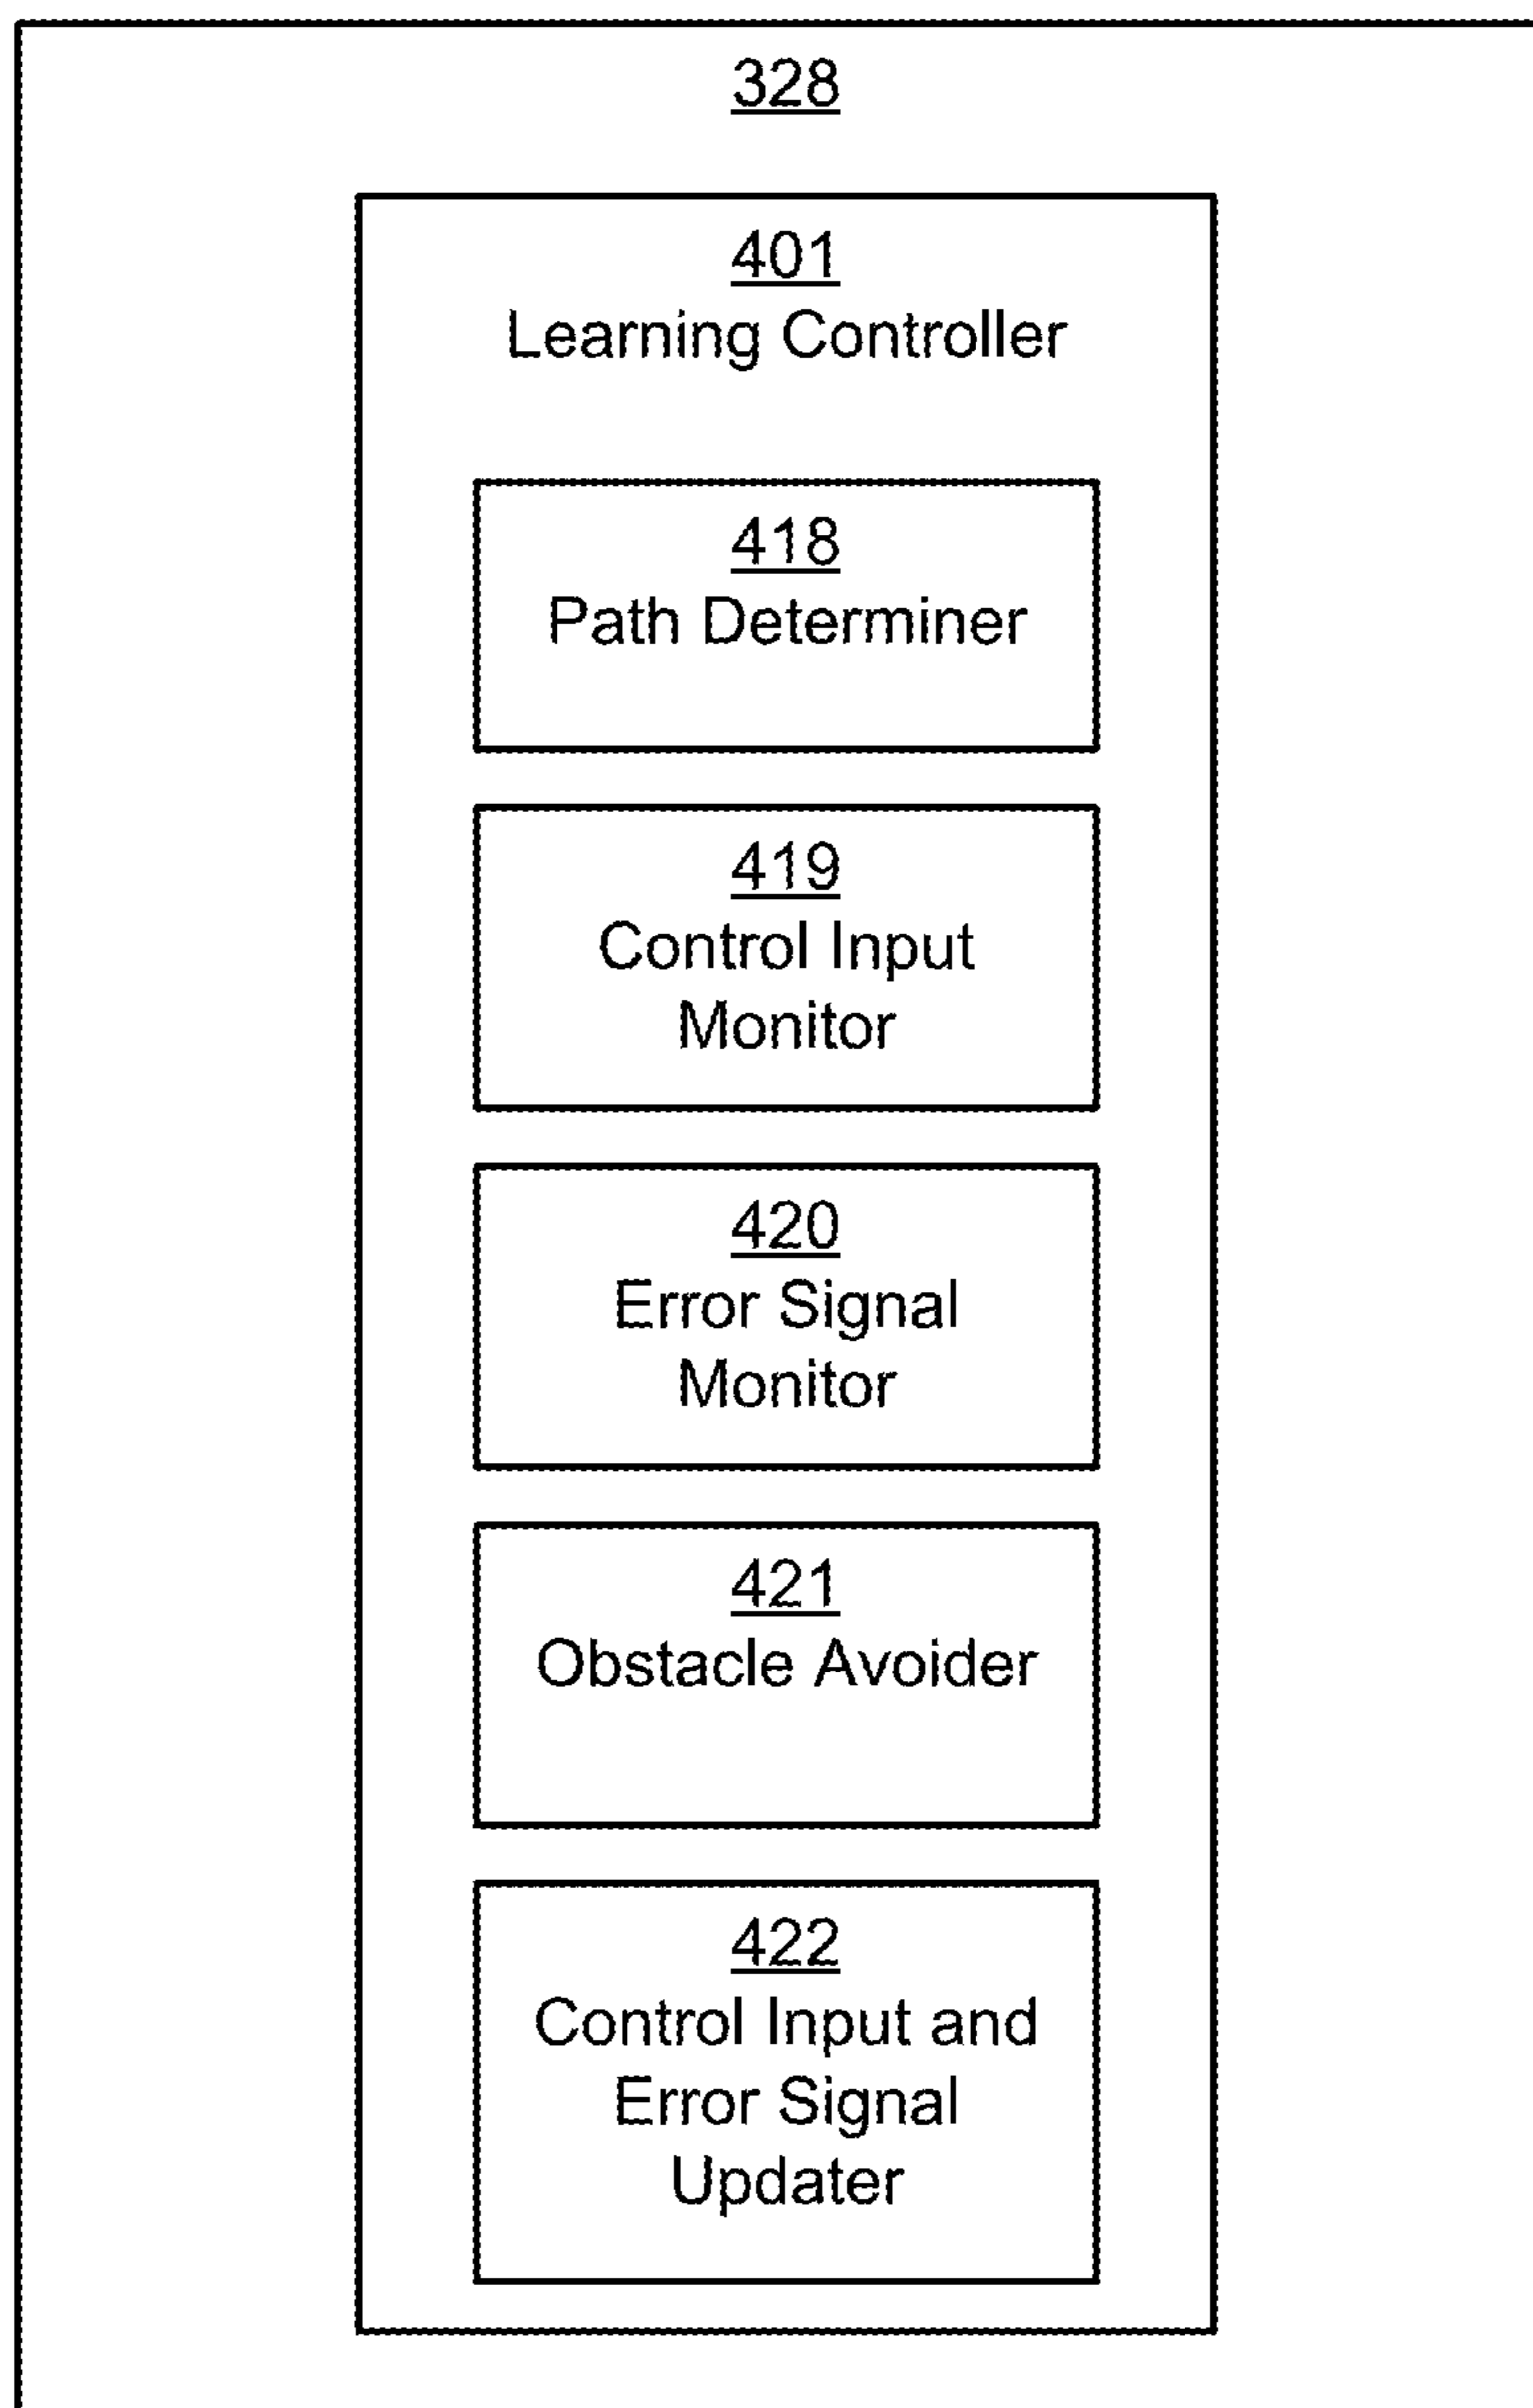 328
401
Learning Controller
418
Path Determiner
419
Control Input
Monitor
420
Error Signal
Monitor
421
Obstacle Avoider
422
Control Input and
Error Signal
Updater